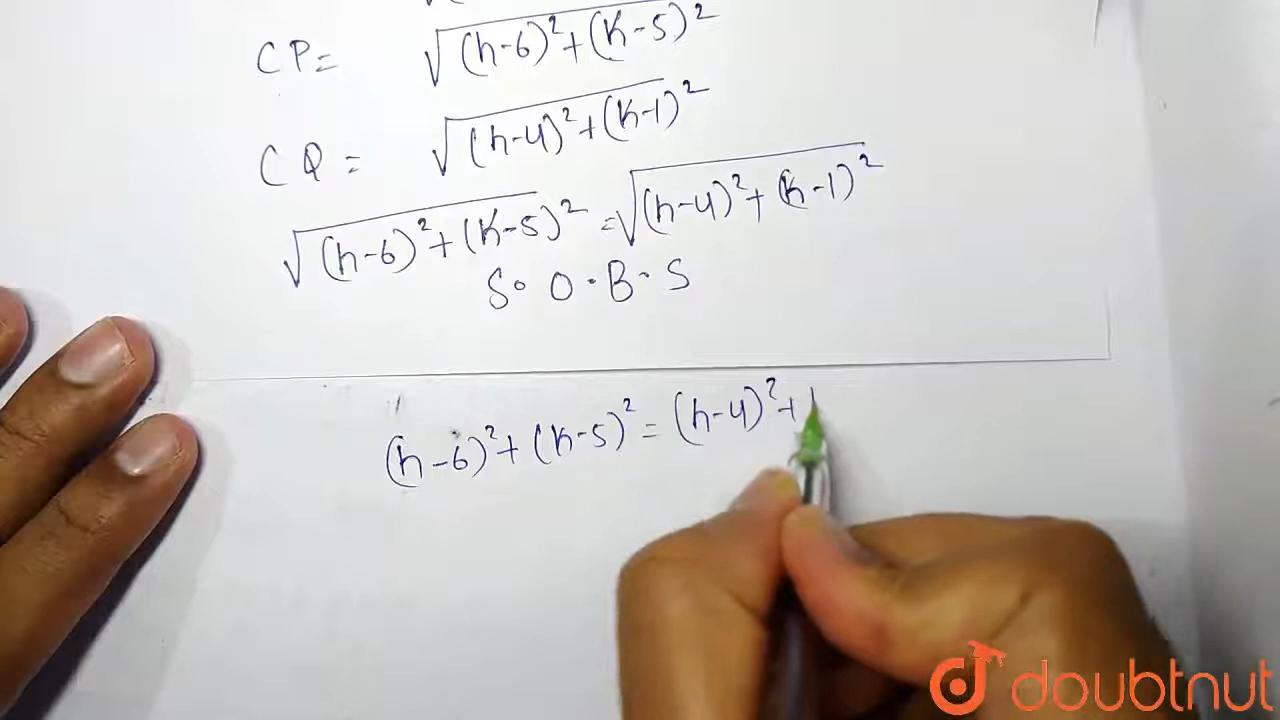 CP= √(h-6)²+(k-5)²
CQ= √(h-4)²+(k-1)²
√(h-6)²+(k-5)² = √(h-4)²+(k-1)²
S·O·B·S
(h-6)²+(k-5)² = (h-4)²+
doubtnut